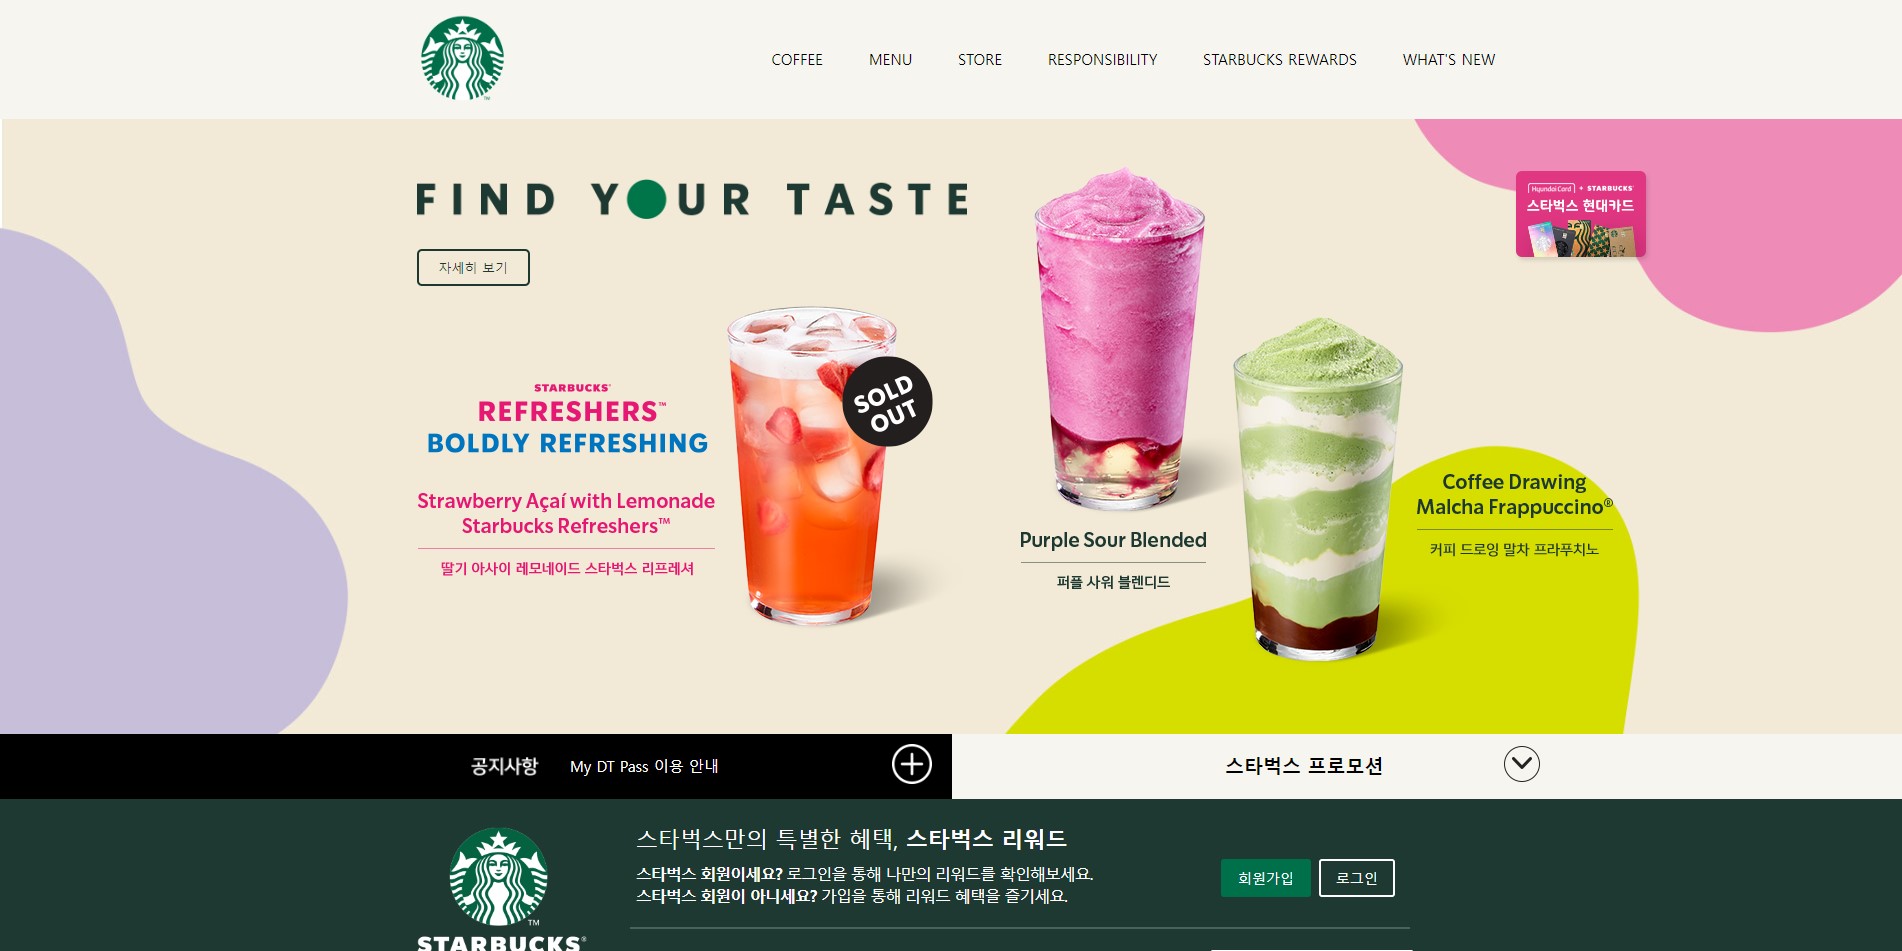 COFFEE
MENU
STORE
RESPONSIBILITY
STARBUCKS REWARDS
WHAT'S NEW
FIND YOUR TASTE
자세히 보기
HyundaiCard + STARBUCKS
스타벅스 현대카드
SOLD
OUT
STARBUCKS®
REFRESHERS™
BOLDLY REFRESHING
Strawberry Açaí with Lemonade
Starbucks Refreshers™
딸기 아사이 레모네이드 스타벅스 리프레셔
Purple Sour Blended
퍼플 사워 블렌디드
Coffee Drawing
Malcha Frappuccino®
커피 드로잉 말차 프라푸치노
공지사항 My DT Pass 이용 안내
스타벅스 프로모션
스타벅스만의 특별한 혜택, 스타벅스 리워드
스타벅스 회원이세요? 로그인을 통해 나만의 리워드를 확인해보세요.
스타벅스 회원이 아니세요? 가입을 통해 리워드 혜택을 즐기세요.
회원가입
로그인
TM
STARBUCKS®